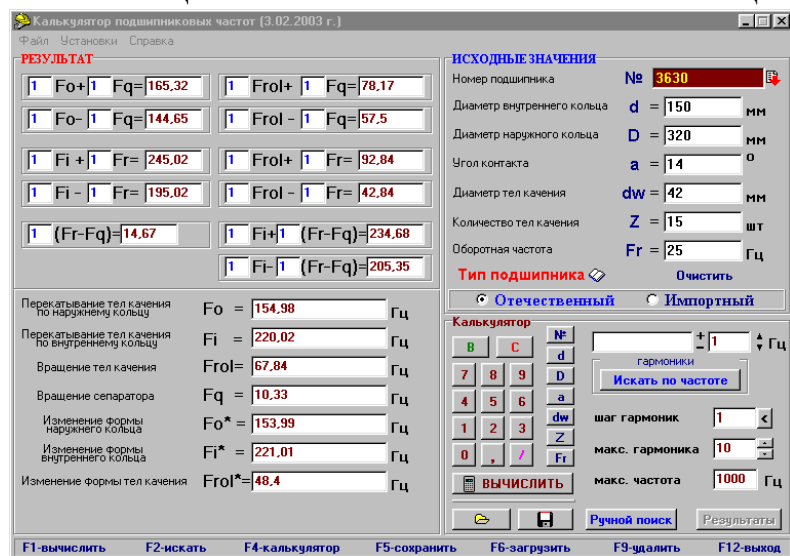 Калькулятор подшипниковых частот (3.02.2003 г.)
Файл Установки Справка
РЕЗУЛЬТАТ
1 Fo+ 1 Fq= 165,32
1 Frol+ 1 Fq= 78,17
1 Fo- 1 Fq= 144,65
1 Frol - 1 Fq= 57,5
1 Fi + 1 Fr= 245,02
1 Frol+ 1 Fr= 92,84
1 Fi - 1 Fr= 195,02
1 Frol - 1 Fr= 42,84
1 (Fr-Fq)= 14,67
1 Fi+ 1 (Fr-Fq)= 234,68
1 Fi- 1 (Fr-Fq)= 205,35
Перекатывание тел качения
по наружнему кольцу
Fo = 154,98 Гц
Перекатывание тел качения
по внутреннему кольцу
Fi = 220,02 Гц
Вращение тел качения Frol= 67,84 Гц
Вращение сепаратора Fq = 10,33 Гц
Изменение формы
наружнего кольца
Fo* = 153,99 Гц
Изменение формы
внутреннего кольца
Fi* = 221,01 Гц
Изменение формы тел качения Frol*= 48,4 Гц
ИСХОДНЫЕ ЗНАЧЕНИЯ
Номер подшипника № 3630
Диаметр внутреннего кольца d = 150 мм
Диаметр наружного кольца D = 320 мм
Угол контакта a = 14 o
Диаметр тел качения dw = 42 мм
Количество тел качения Z = 15 шт
Оборотная частота Fr = 25 Гц
Тип подшипника Очистить
Отечественный Импортный
Калькулятор
В С №
d
7 8 9 D
4 5 6 a
1 2 3 dw
Z
0 , / Fr
ВЫЧИСЛИТЬ
± 1 Гц
гармоники
Искать по частоте
шаг гармоник 1 <
макс. гармоника 10
макс. частота 1000 Гц
Ручной поиск Результаты
F1-вычислить F2-искать F4-калькулятор F5-сохранить F6-загрузить F9-удалить F12-выход